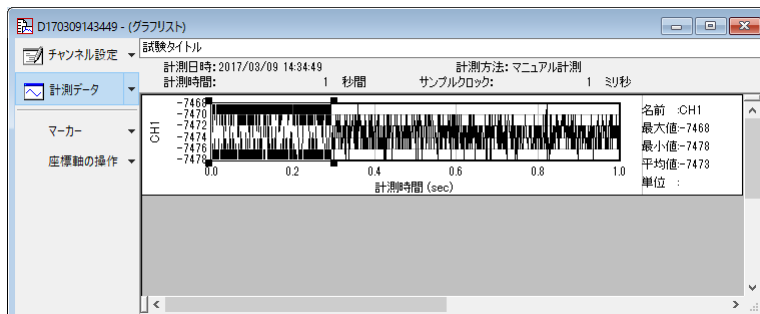 D170309143449 - (グラフリスト)
チャンネル設定
試験タイトル
計測日時: 2017/03/09 14:34:49 計測方法: マニュアル計測
計測時間: 1 秒間 サンプルクロック: 1 ミリ秒
計測データ
マーカー
座標軸の操作
CH1
-7468
-7470
-7472
-7474
-7476
-7478
0.0 0.2 0.4 0.6 0.8 1.0
計測時間 (sec)
名前 :CH1
最大値:-7468
最小値:-7478
平均値:-7473
単位 :